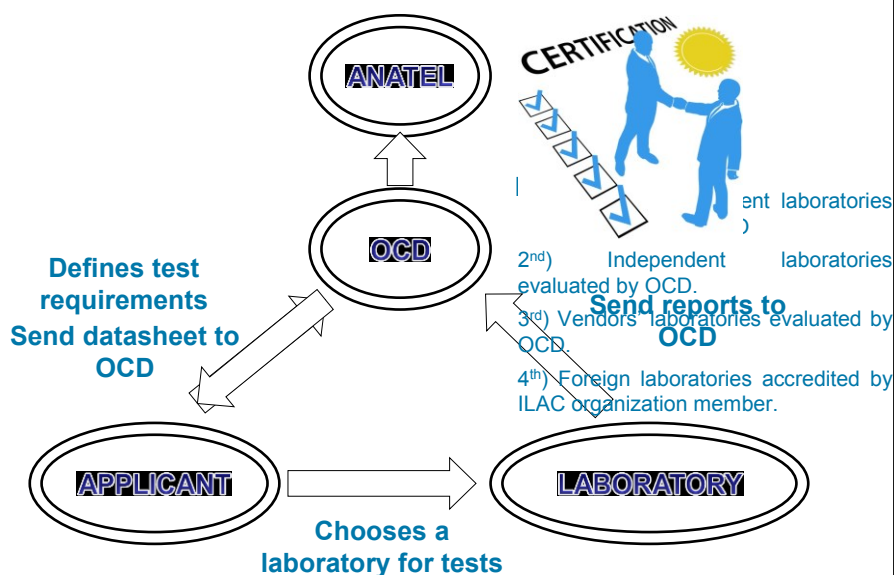 CERTIFICATION
ANATEL
laboratories
OCD
2nd) Independent laboratories
evaluated by OCD.
3rd) Vendors' laboratories evaluated by
OCD.
4th) Foreign laboratories accredited by
ILAC organization member.
Defines test
requirements
Send datasheet to
OCD
Send reports to
OCD
APPLICANT
LABORATORY
Chooses a
laboratory for tests